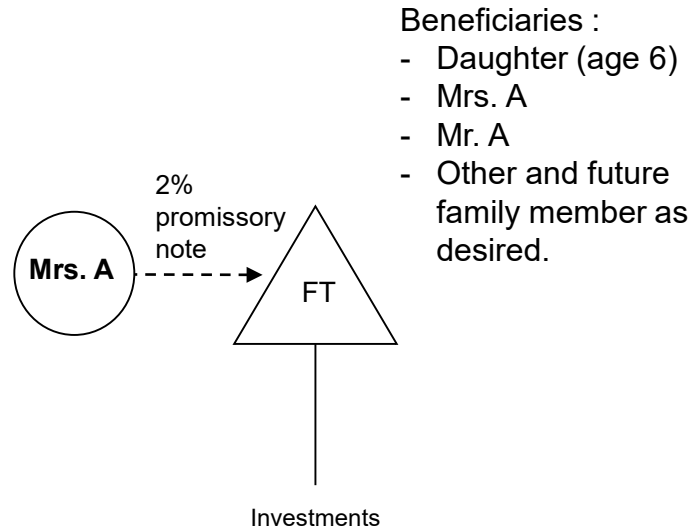 Beneficiaries :
- Daughter (age 6)
- Mrs. A
- Mr. A
- Other and future
family member as
desired.
2%
promissory
note
Mrs. A
FT
Investments